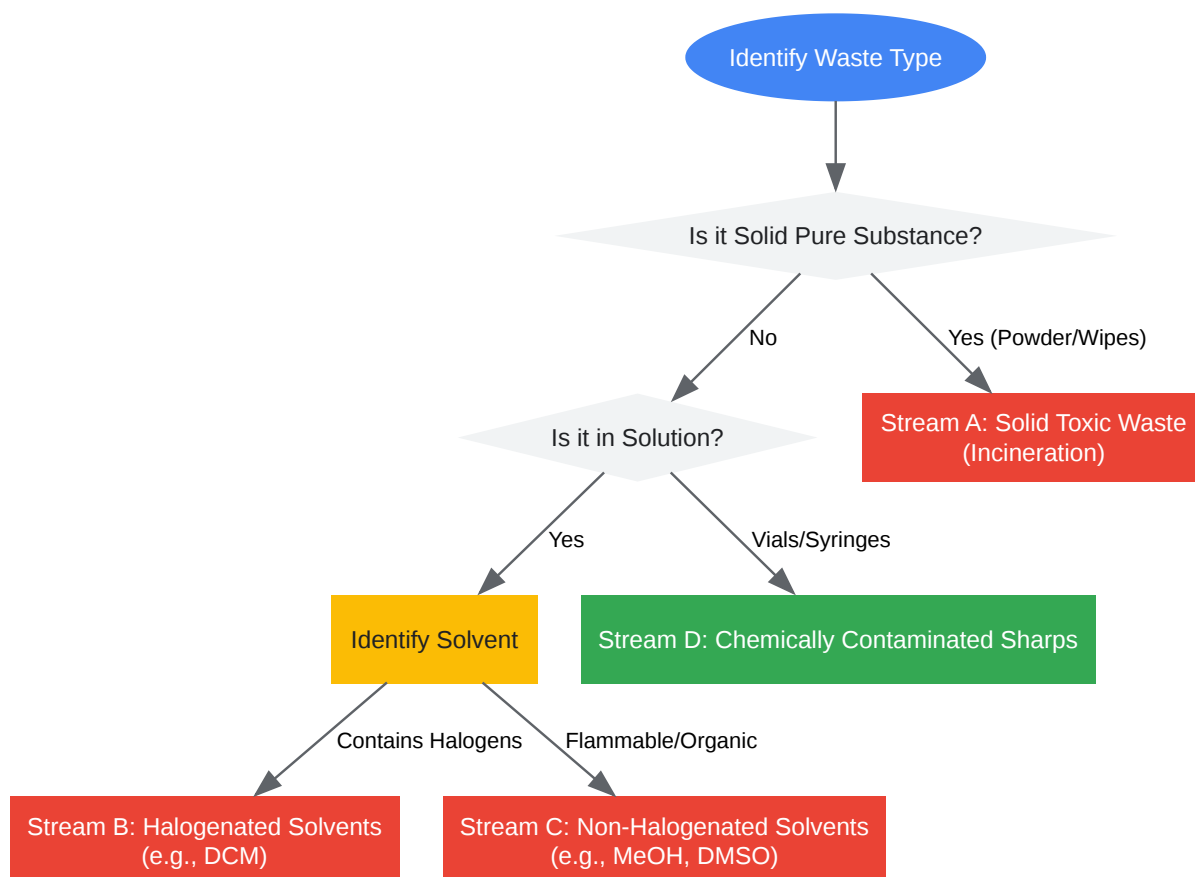 Identify Waste Type
Is it Solid Pure Substance?
No
Yes (Powder/Wipes)
Stream A: Solid Toxic Waste
(Incineration)
Is it in Solution?
Yes
Vials/Syringes
Identify Solvent
Stream D: Chemically Contaminated Sharps
Contains Halogens
Flammable/Organic
Stream B: Halogenated Solvents
(e.g., DCM)
Stream C: Non-Halogenated Solvents
(e.g., MeOH, DMSO)